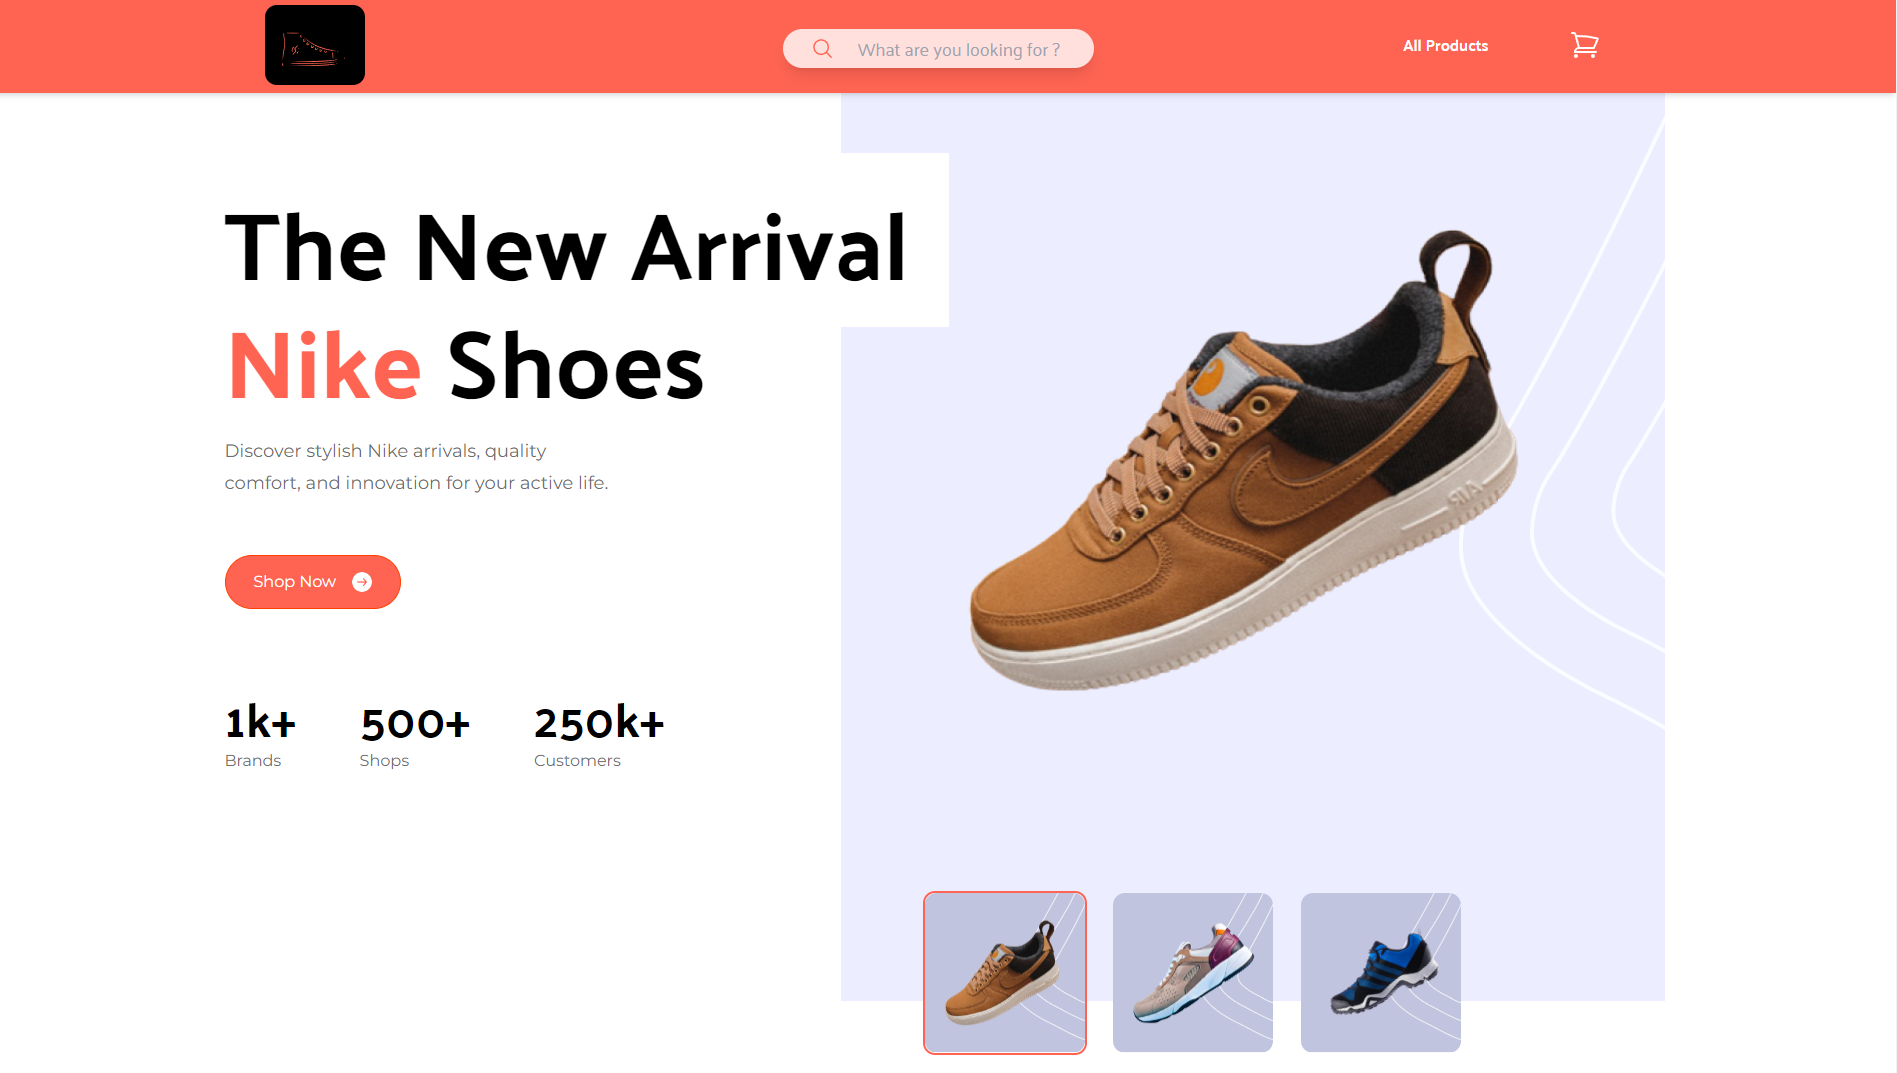 What are you looking for ?
All Products
The New Arrival
Nike Shoes
Discover stylish Nike arrivals, quality
comfort, and innovation for your active life.
Shop Now
1k+ 500+ 250k+
Brands Shops Customers
AIR